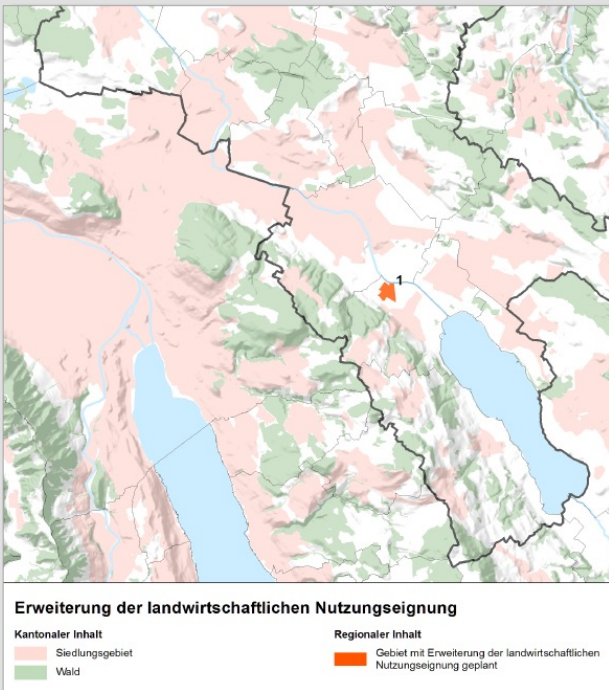 1
Erweiterung der landwirtschaftlichen Nutzungseignung
Kantonaler Inhalt
Siedlungsgebiet
Wald
Regionaler Inhalt
Gebiet mit Erweiterung der landwirtschaftlichen
Nutzungseignung geplant